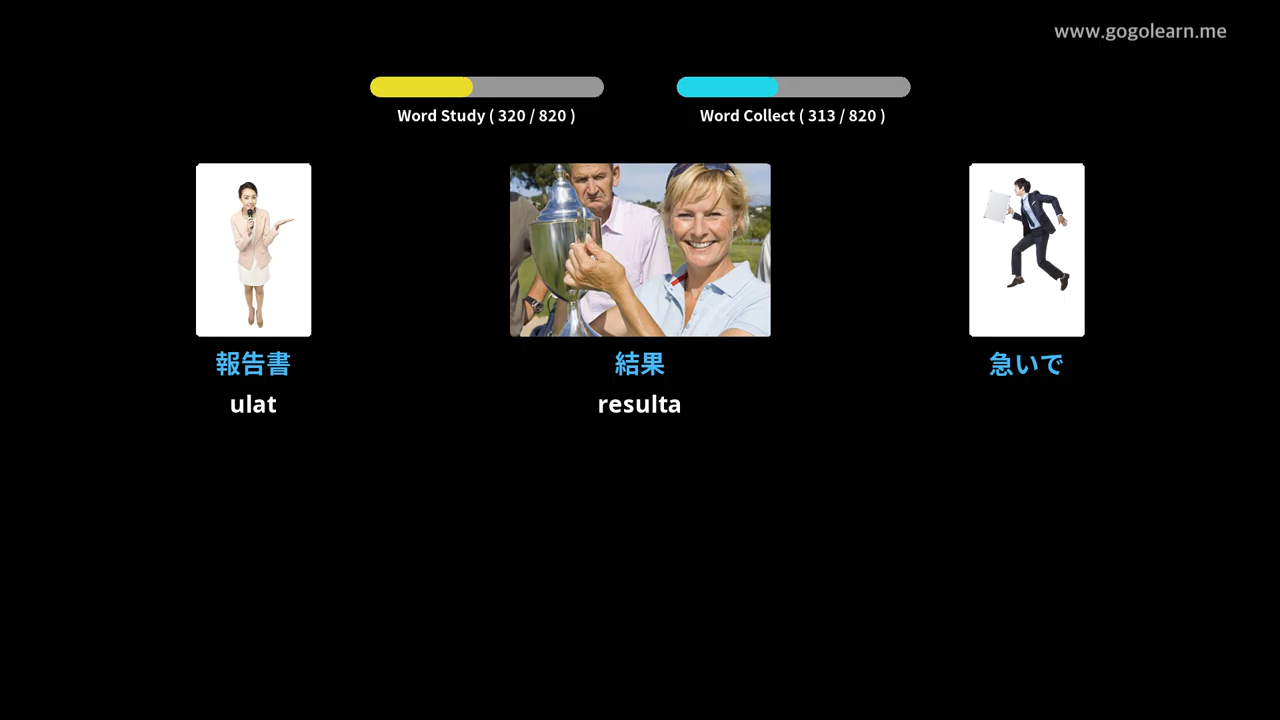 www.gogolearn.me
Word Study ( 320 / 820 )
Word Collect ( 313 / 820 )
報告書
結果
急いで
ulat
resulta